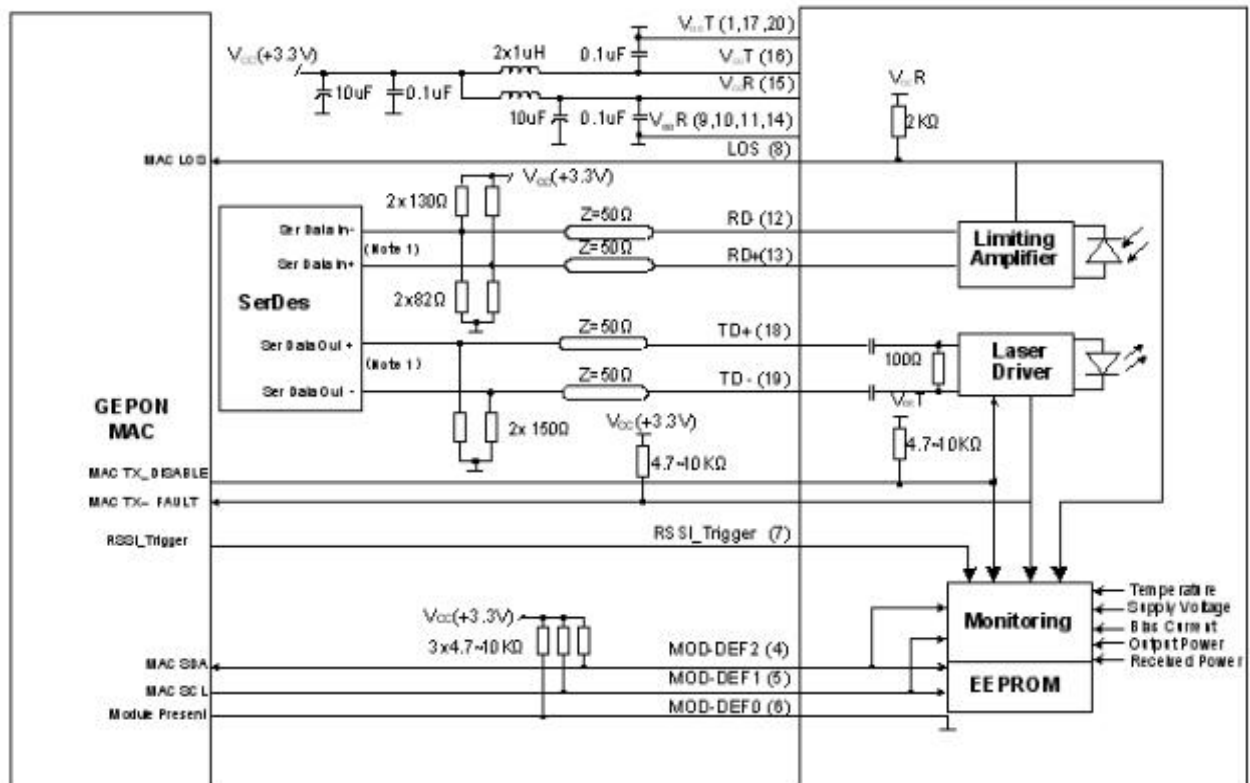 VCC(+3.3V)
2x1uH
0.1uF
VeeT (1,17,20)
VccT (16)
VccR (15)
10uF
0.1uF
10uF
0.1uF
VeeR (9,10,11,14)
VccR
2KΩ
LOS (8)
VCC(+3.3V)
2x130Ω
Z=50Ω
RD- (12)
Ser Data In-
(Note 1)
Z=50Ω
RD+(13)
Ser Data In+
Limiting
Amplifier
SerDes
2x82Ω
Z=50Ω
TD+ (18)
Ser Data Out +
(Note 1)
100Ω
Laser
Driver
Z=50Ω
TD- (19)
Ser Data Out -
GEPON
MAC
2x 150Ω
VCC(+3.3V)
4.7~10KΩ
4.7~10KΩ
MAC TX_DISABLE
MAC TX- FAULT
RSSI_Trigger
RSSI_Trigger (7)
Temperature
Supply Voltage
Bias Current
Output Power
Received Power
Monitoring
EEPROM
VCC(+3.3V)
3x4.7~10KΩ
MOD-DEF2 (4)
MAC SDA
MOD-DEF1 (5)
MAC SCL
MOD-DEF0 (6)
Module Present